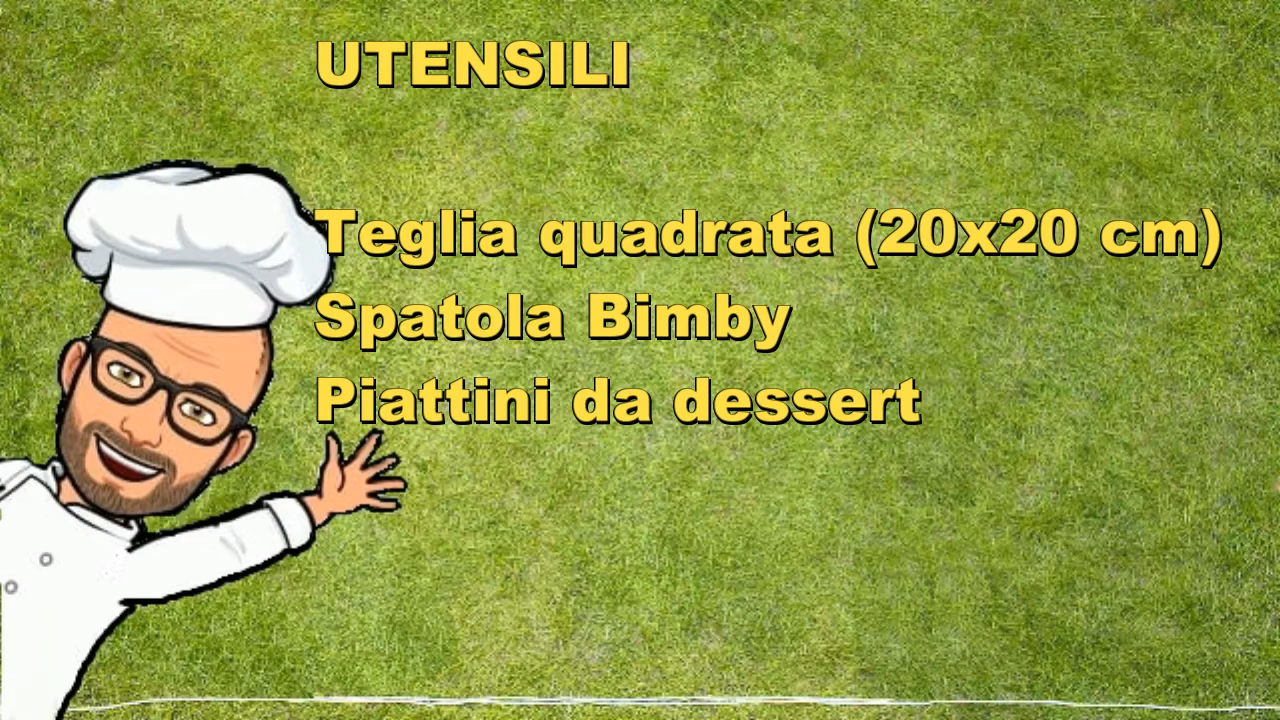 UTENSILI
Teglia quadrata (20x20 cm)
Spatola Bimby
Piattini da dessert